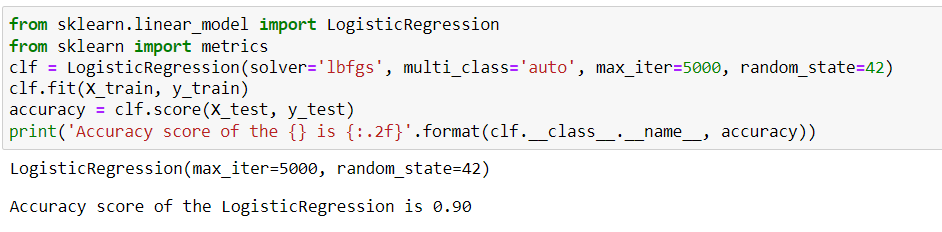 from sklearn.linear_model import LogisticRegression
from sklearn import metrics
clf = LogisticRegression(solver='lbfgs', multi_class='auto', max_iter=5000, random_state=42)
clf.fit(X_train, y_train)
accuracy = clf.score(X_test, y_test)
print('Accuracy score of the {} is {:.2f}'.format(clf.__class__.__name__, accuracy))
LogisticRegression(max_iter=5000, random_state=42)
Accuracy score of the LogisticRegression is 0.90